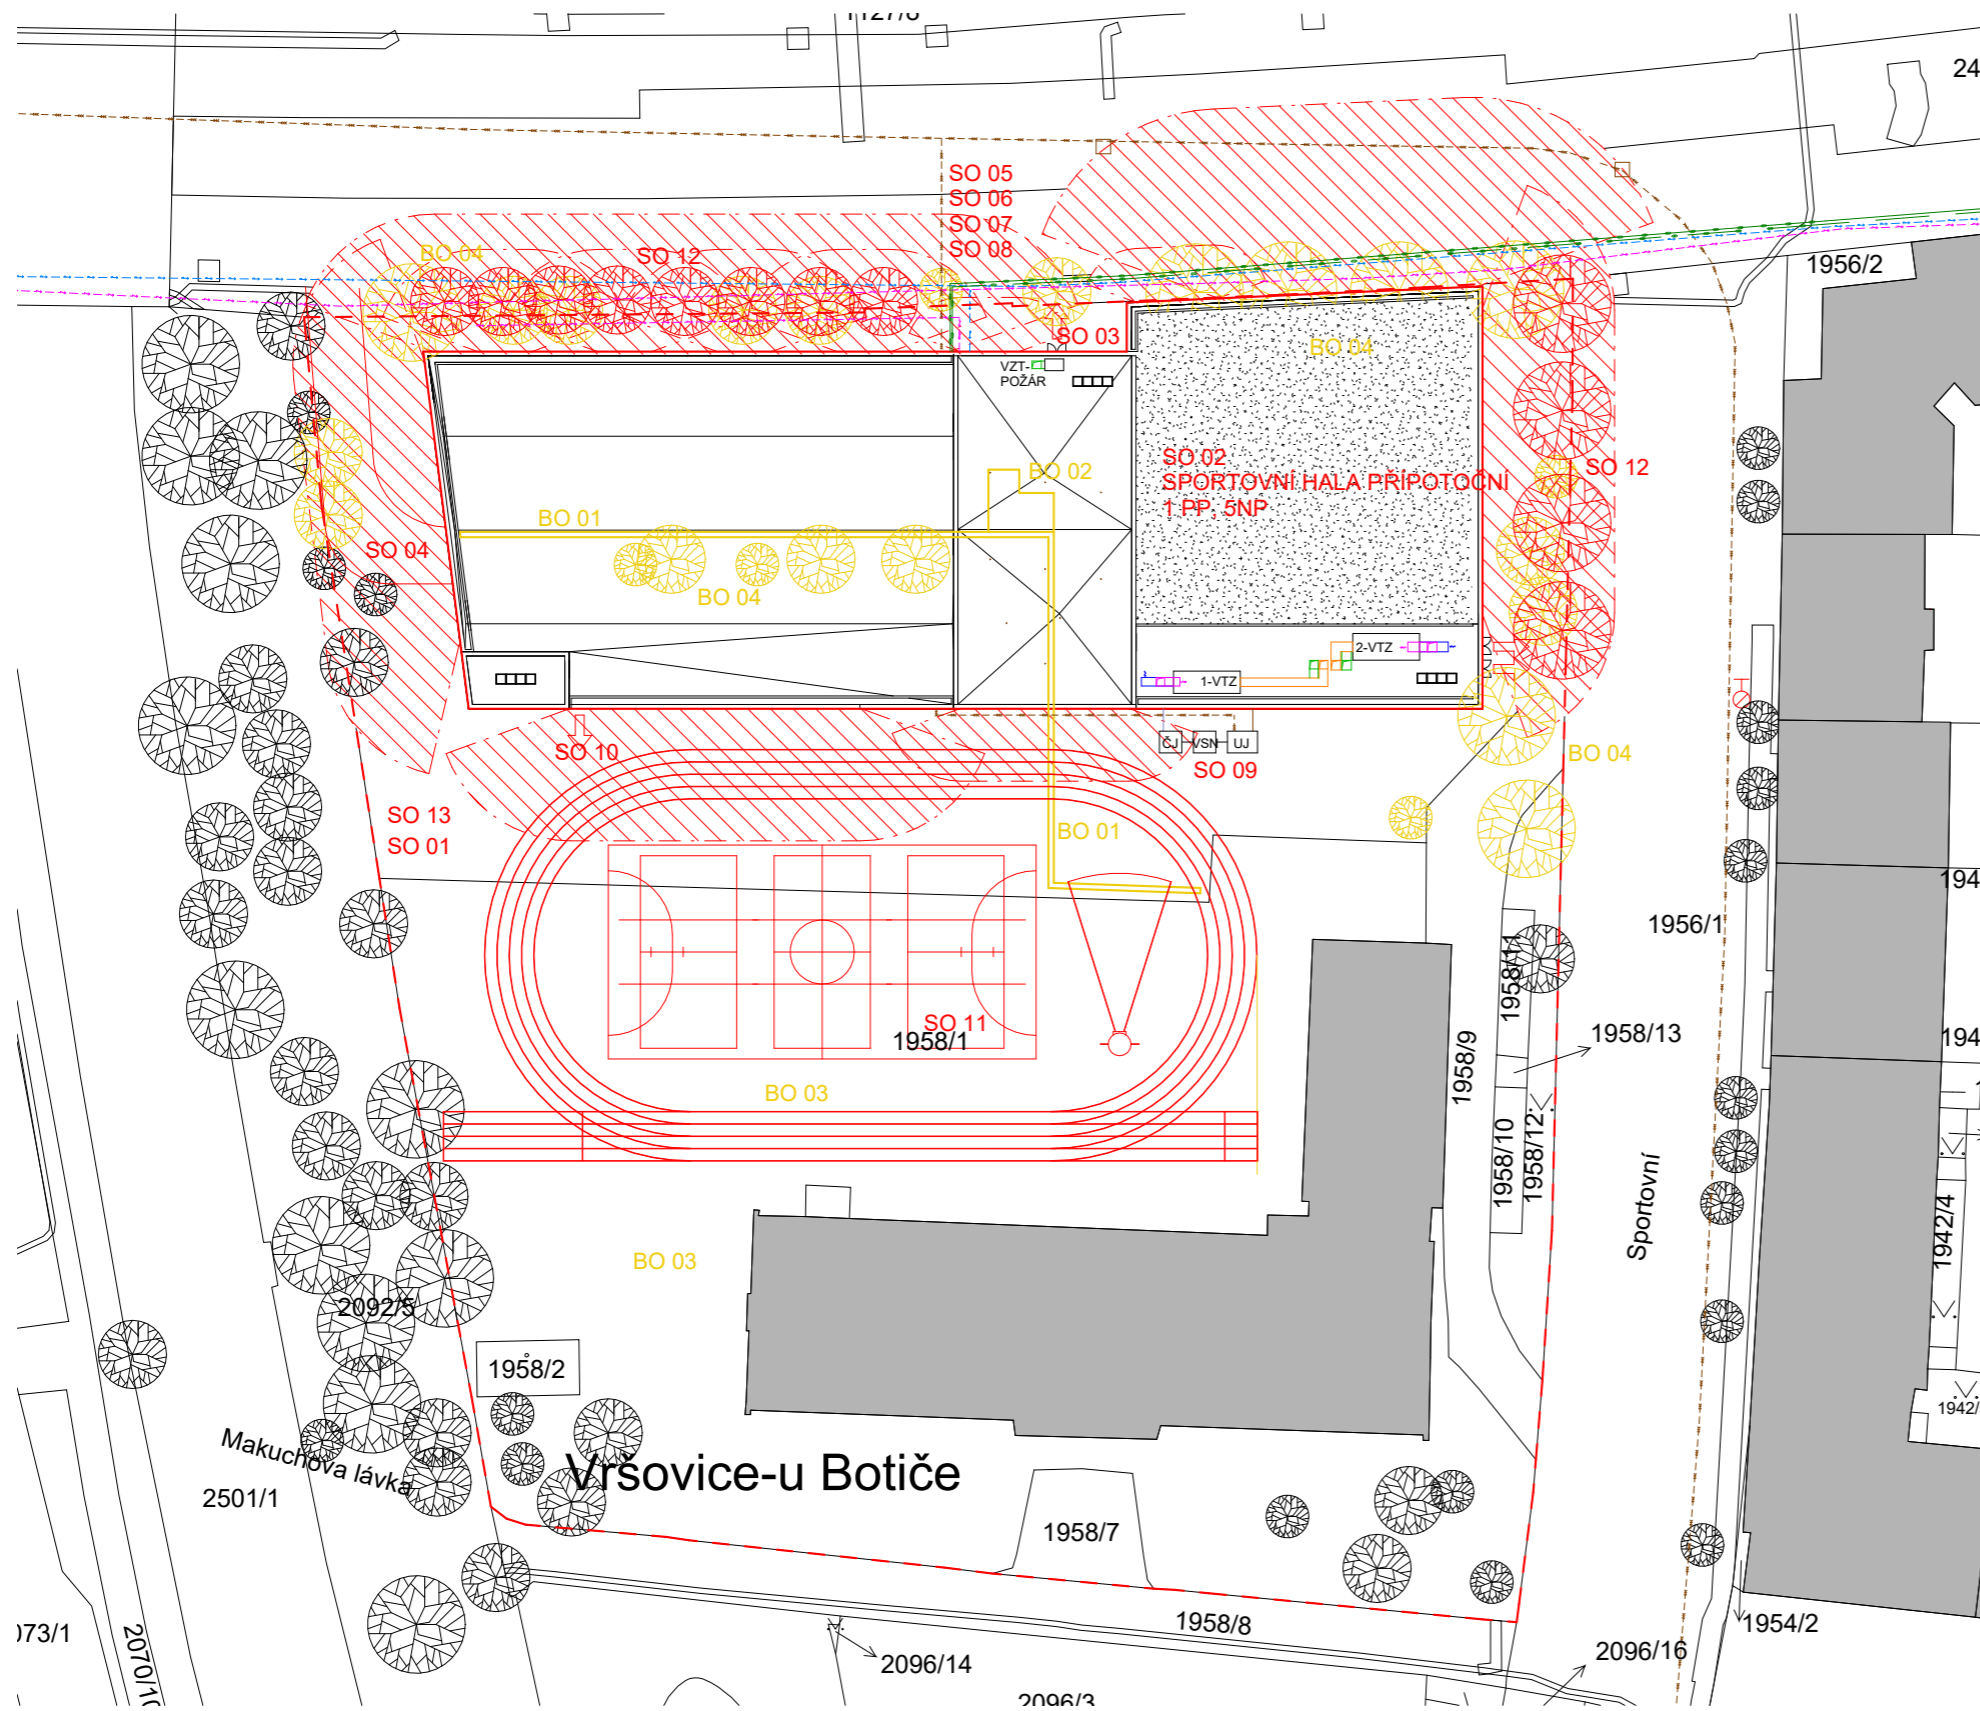 1127/8
24
SO 05
SO 06
SO 07
SO 08
BO 04
SO 12
1956/2
SO 03
BO 04
VZT-
POŽÁR
SO 02
SPORTOVNÍ HALA PŘÍPOTOČNÍ
1 PP, 5NP
SO 12
BO 02
BO 01
SO 04
BO 04
2-VTZ
1-VTZ
SO 10
ČJ
VSN
UJ
SO 09
BO 04
SO 13
SO 01
BO 01
194
1956/1
1958/11
SO 11
1958/1
1958/13
194
1958/9
BO 03
1958/10
1958/12
Sportovní
1942/4
BO 03
2092/5
1958/2
1942/
Makuchova lávka
Vršovice-u Botiče
2501/1
1958/7
1958/8
1954/2
073/1
2070/10
2096/14
2096/16
2096/3